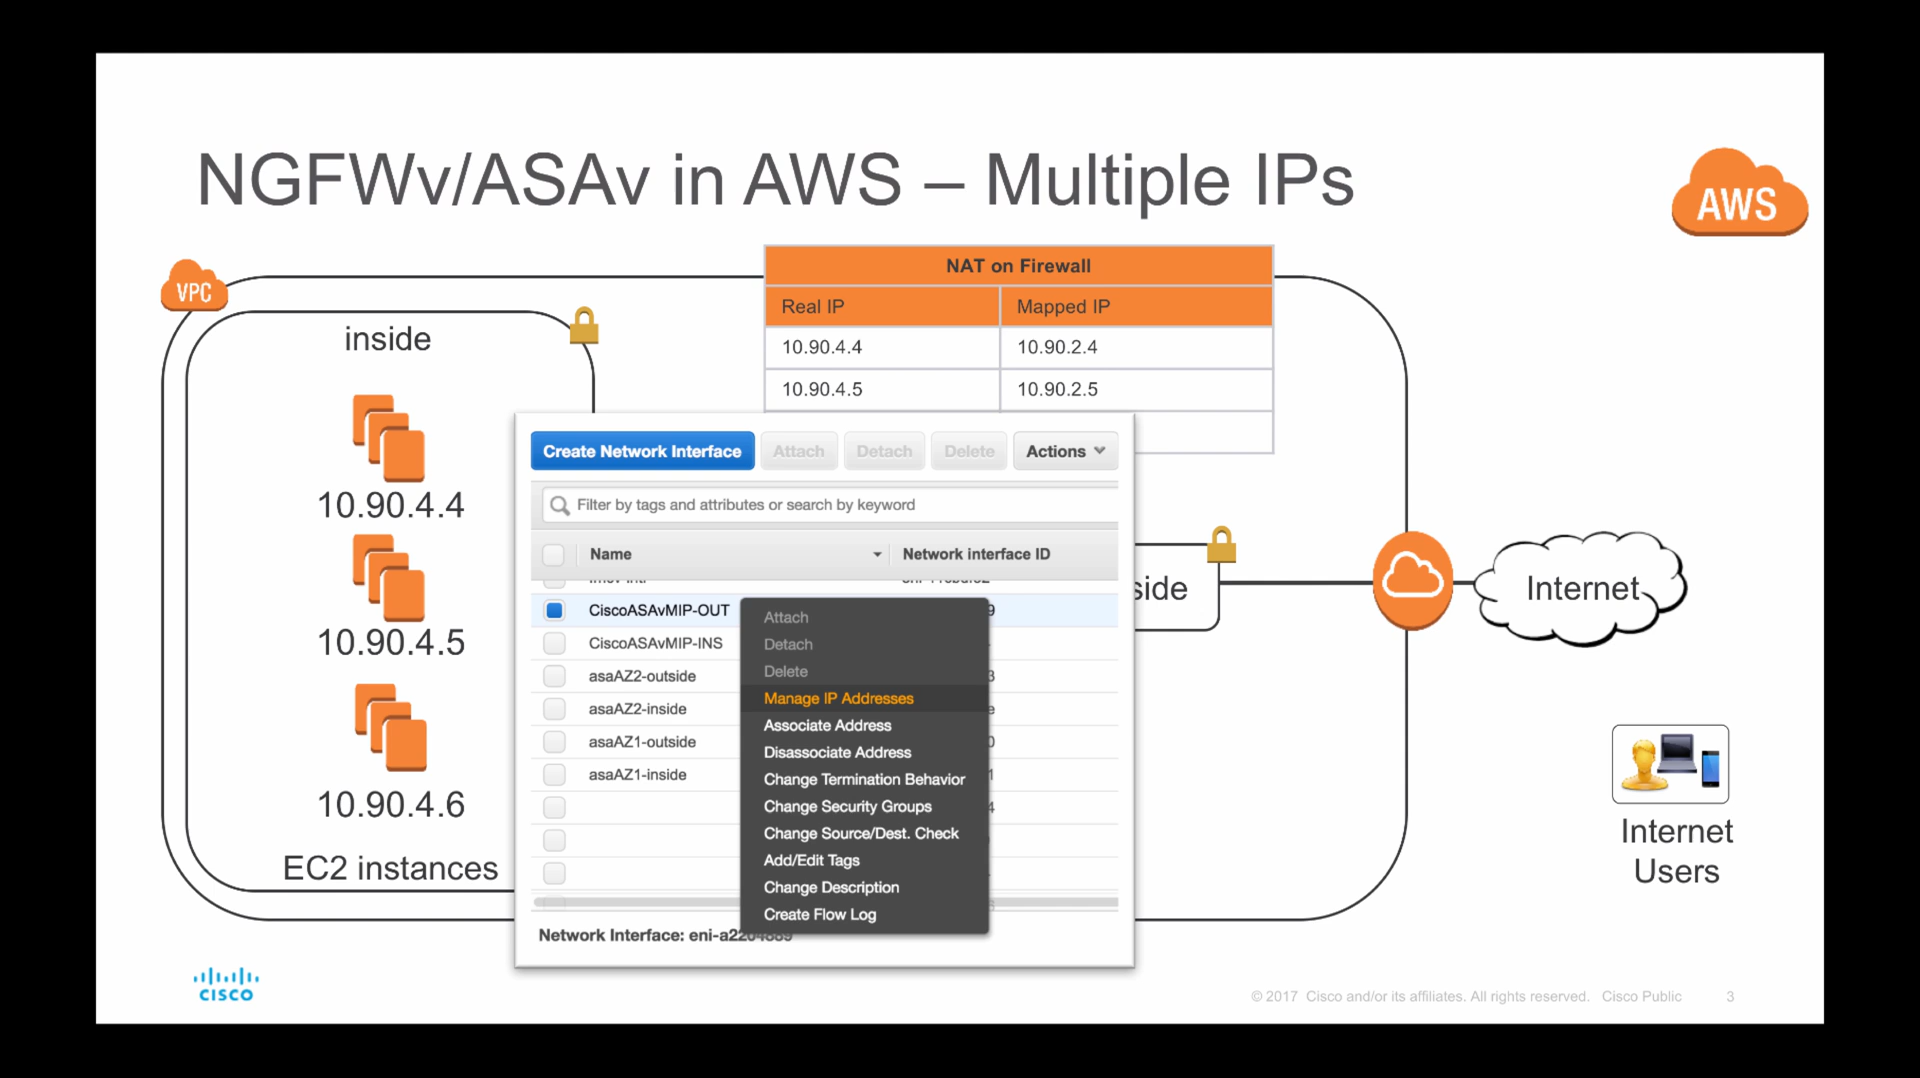 NGFWv/ASAv in AWS – Multiple IPs
AWS
VPC
inside
10.90.4.4
10.90.4.5
10.90.4.6
EC2 instances
NAT on Firewall
Real IP Mapped IP
10.90.4.4 10.90.2.4
10.90.4.5 10.90.2.5
Create Network Interface Attach Detach Delete Actions
Filter by tags and attributes or search by keyword
Name Network interface ID
CiscoASAvMIP-OUT 9
CiscoASAvMIP-INS
asaAZ2-outside 3
asaAZ2-inside e
asaAZ1-outside 0
asaAZ1-inside 1
4
Attach
Detach
Delete
Manage IP Addresses
Associate Address
Disassociate Address
Change Termination Behavior
Change Security Groups
Change Source/Dest. Check
Add/Edit Tags
Change Description
Create Flow Log
Network Interface:
side
Internet
Internet
Users
CISCO
© 2017 Cisco and/or its affiliates. All rights reserved. Cisco Public 3